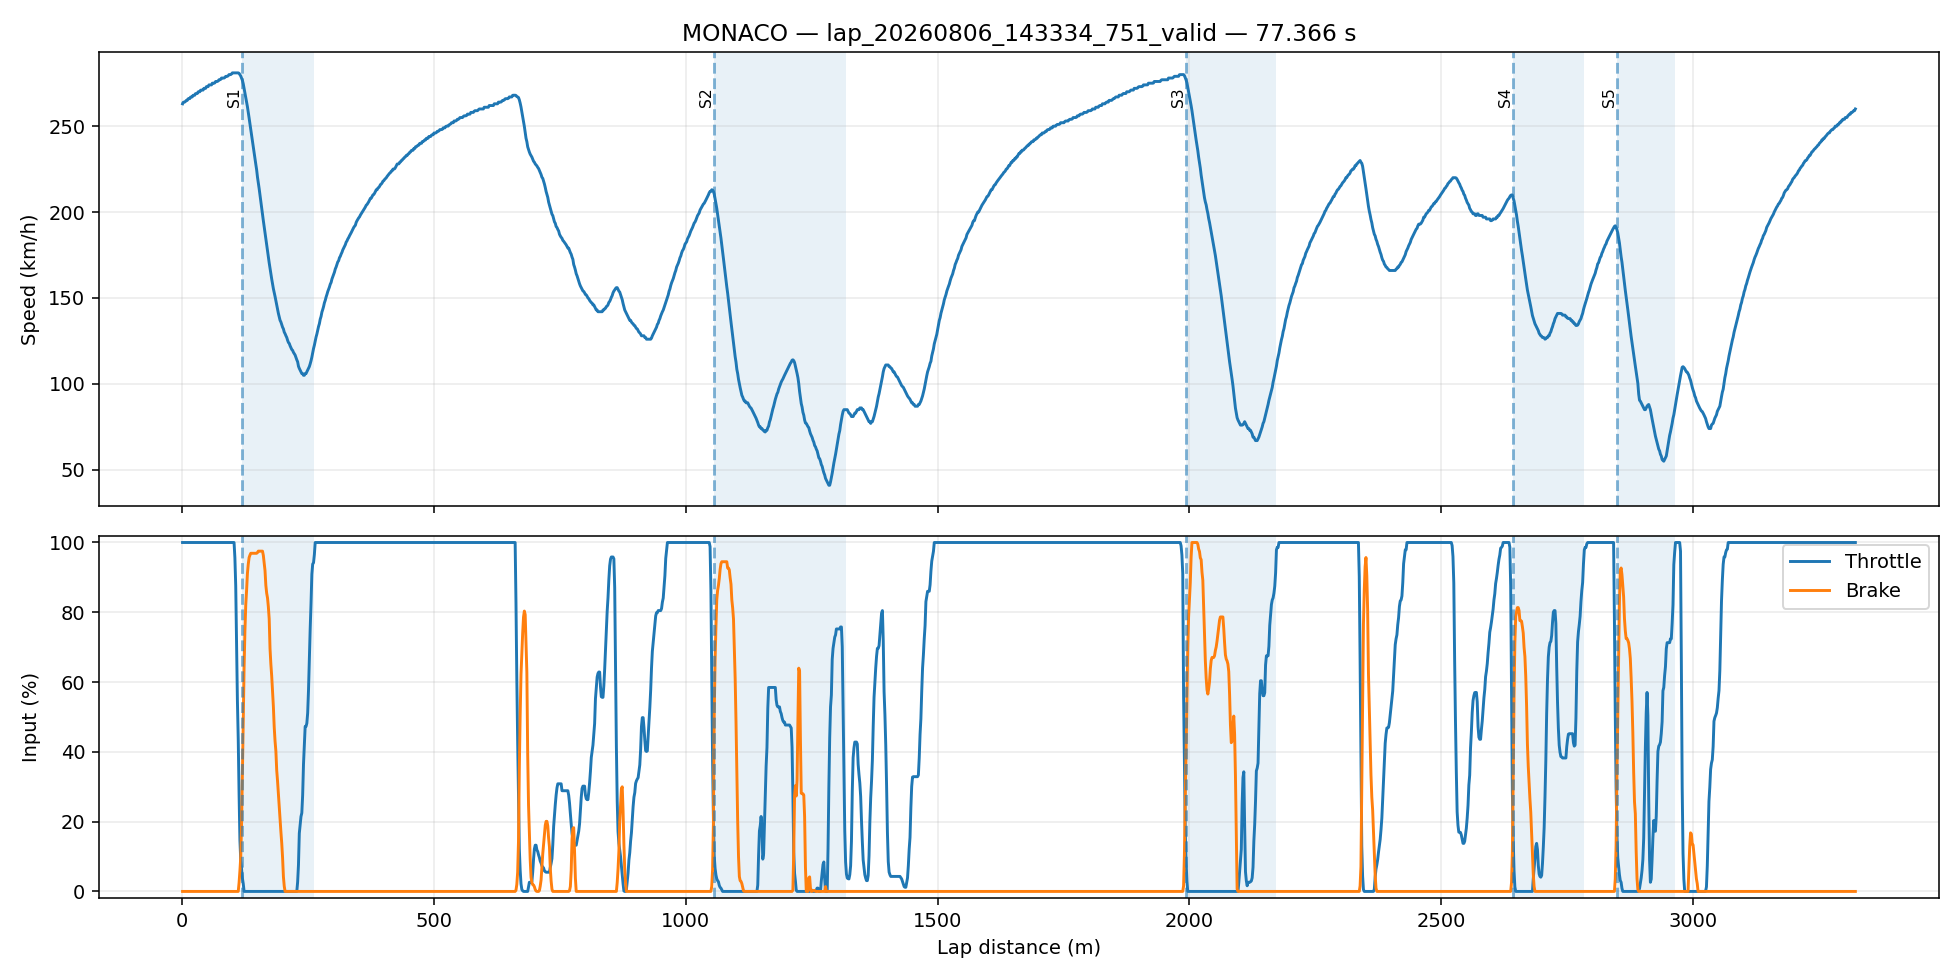 MONACO — lap_20260806_143334_751_valid — 77.366 s
Speed (km/h)
250
200
150
100
50
S1
S2
S3
S4
S5
Input (%)
100
80
60
40
20
0
Throttle
Brake
0
500
1000
1500
2000
2500
3000
Lap distance (m)